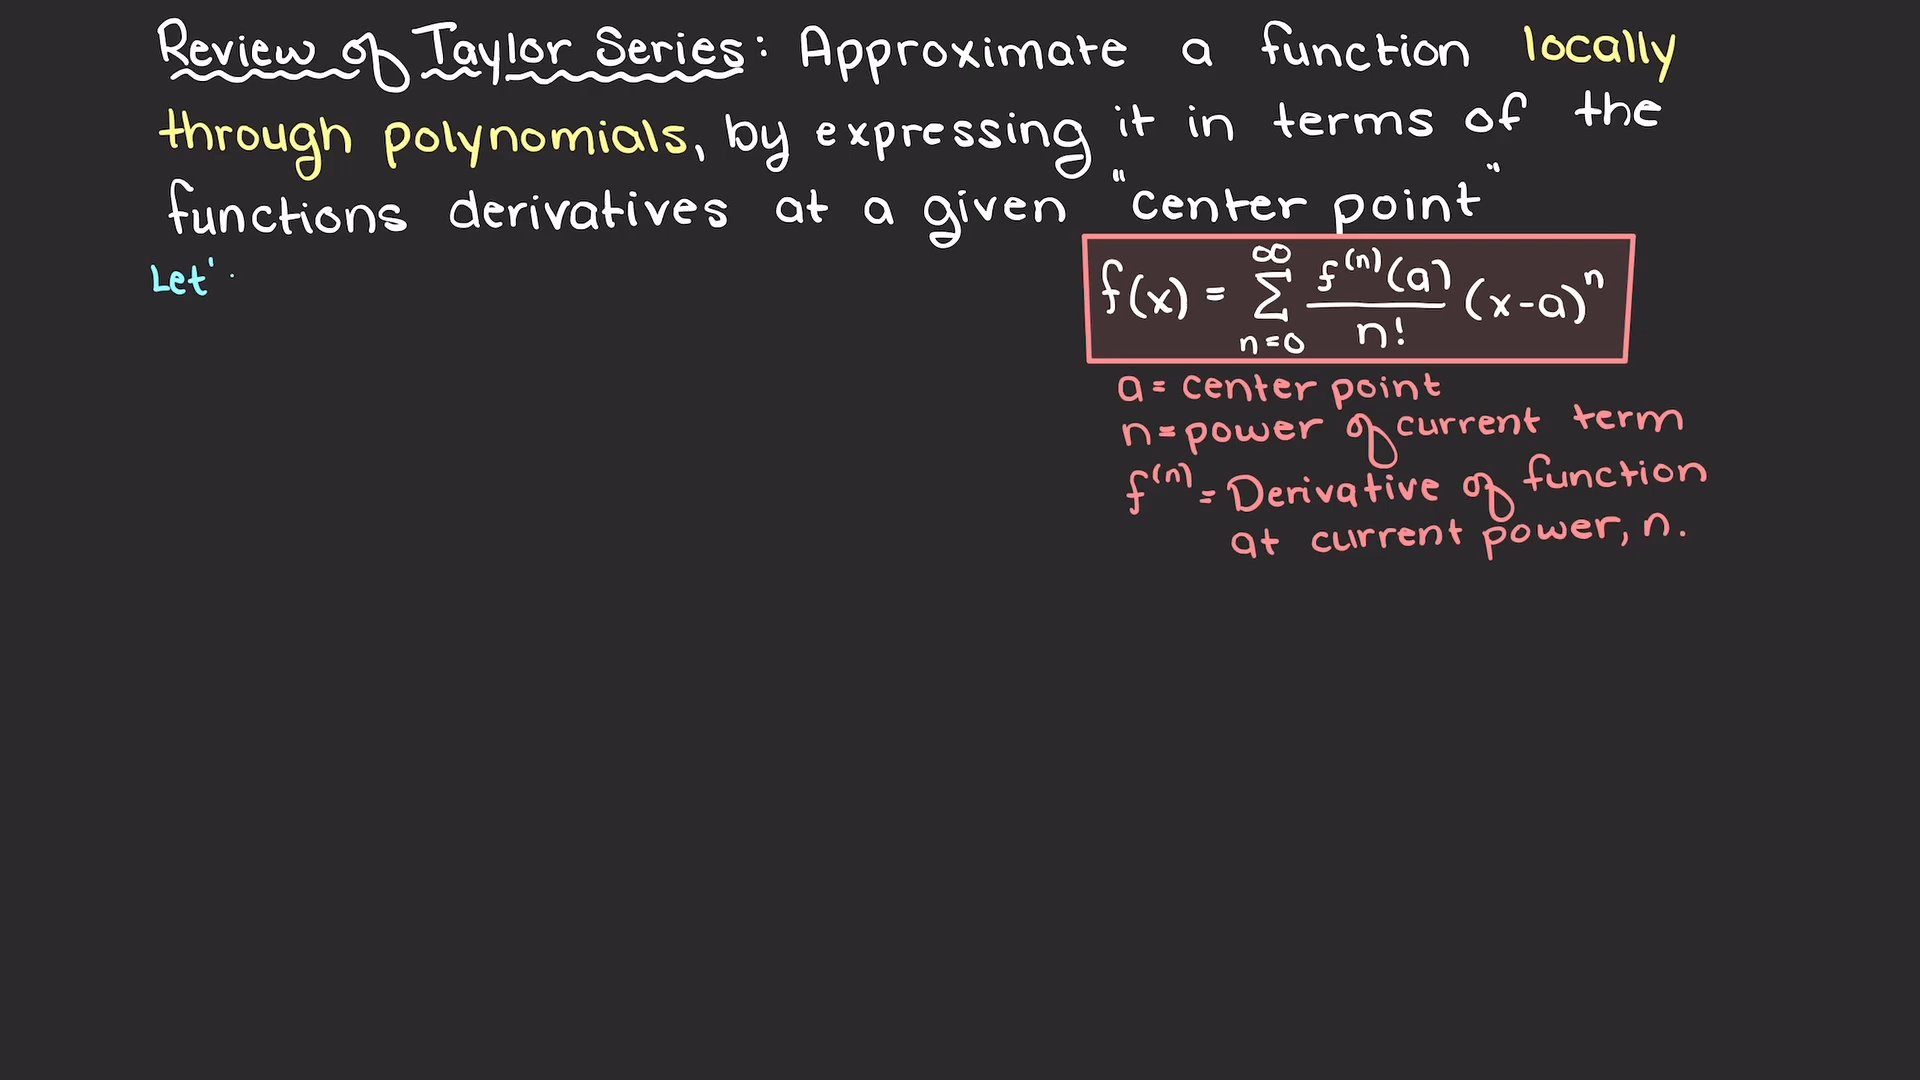 Review of Taylor Series: Approximate a function locally
through polynomials, by expressing it in terms of the
functions derivatives at a given "center point"
Let'
f(x) = ∞ Σ n=0 f⁽ⁿ⁾(a) / n! (x-a)ⁿ
a = center point
n = power of current term
f⁽ⁿ⁾ = Derivative of function
at current power, n.